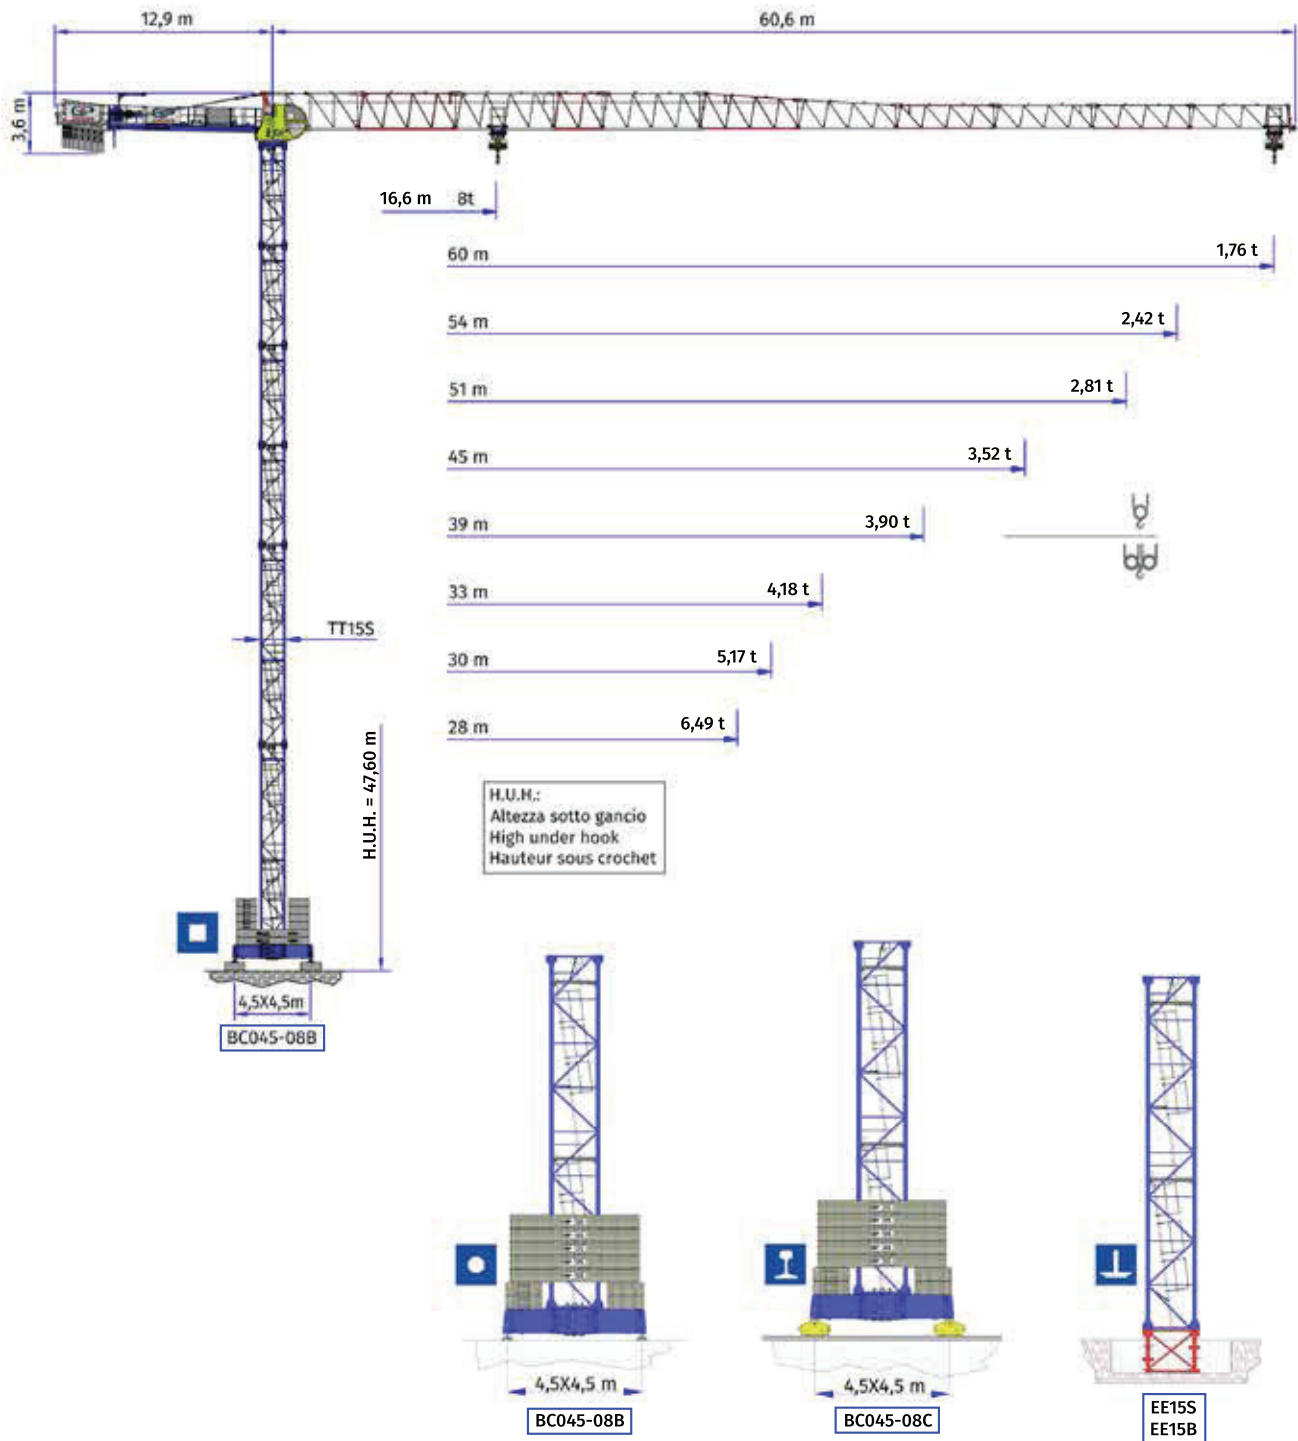 12,9 m
60,6 m
3,6 m
16,6 m 8t
60 m 1,76 t
54 m 2,42 t
51 m 2,81 t
45 m 3,52 t
39 m 3,90 t
33 m 4,18 t
TT15S
30 m 5,17 t
28 m 6,49 t
H.U.H. = 47,60 m
H.U.H.:
Altezza sotto gancio
High under hook
Hauteur sous crochet
4,5X4,5m
BC045-08B
4,5X4,5 m
BC045-08B
4,5X4,5 m
BC045-08C
EE15S
EE15B